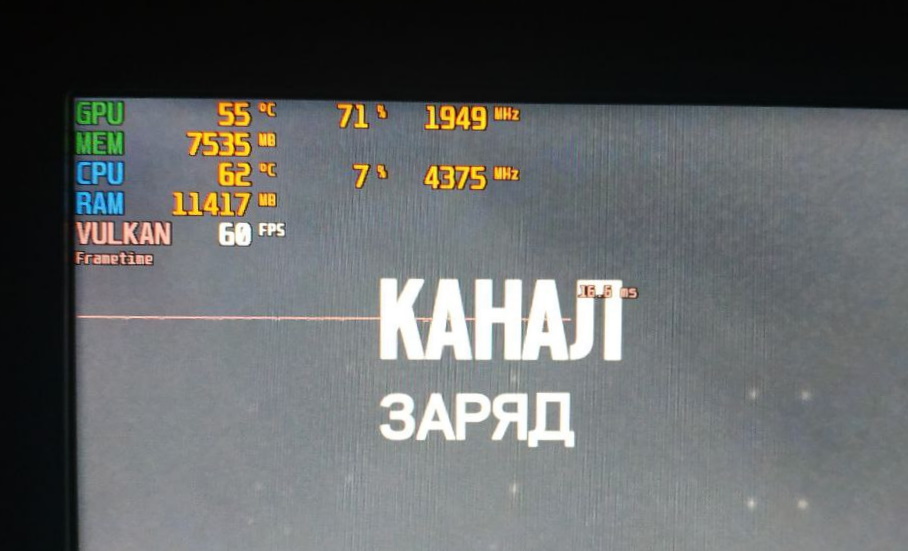 GPU 55 °C 71 % 1949 MHz
MEM 7535 MB
CPU 62 °C 7 % 4375 MHz
RAM 11417 MB
VULKAN 60 FPS
Frametime
16.6 ms
КАНАЛ
ЗАРЯД